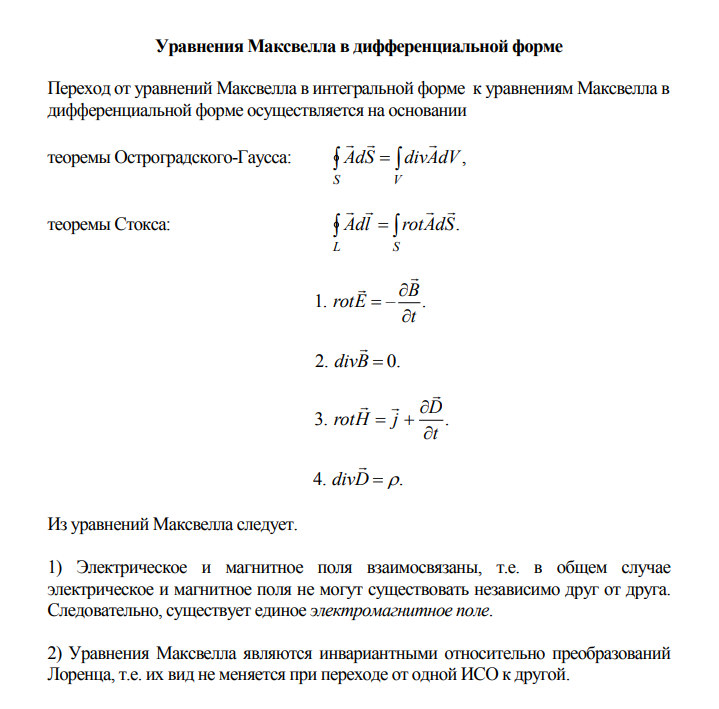 Уравнения Максвелла в дифференциальной форме
Переход от уравнений Максвелла в интегральной форме к уравнениям Максвелла в
дифференциальной форме осуществляется на основании
теоремы Остроградского-Гаусса: $\oint_S \vec{A}d\vec{S} = \int_V div\vec{A}dV,$
теоремы Стокса: $\oint_L \vec{A}d\vec{l} = \int_S rot\vec{A}d\vec{S}.$
1. $rot\vec{E} = -\frac{\partial \vec{B}}{\partial t}.$
2. $div\vec{B} = 0.$
3. $rot\vec{H} = \vec{j} + \frac{\partial \vec{D}}{\partial t}.$
4. $div\vec{D} = \rho.$
Из уравнений Максвелла следует.
1) Электрическое и магнитное поля взаимосвязаны, т.е. в общем случае
электрическое и магнитное поля не могут существовать независимо друг от друга.
Следовательно, существует единое электромагнитное поле.
2) Уравнения Максвелла являются инвариантными относительно преобразований
Лоренца, т.е. их вид не меняется при переходе от одной ИСО к другой.